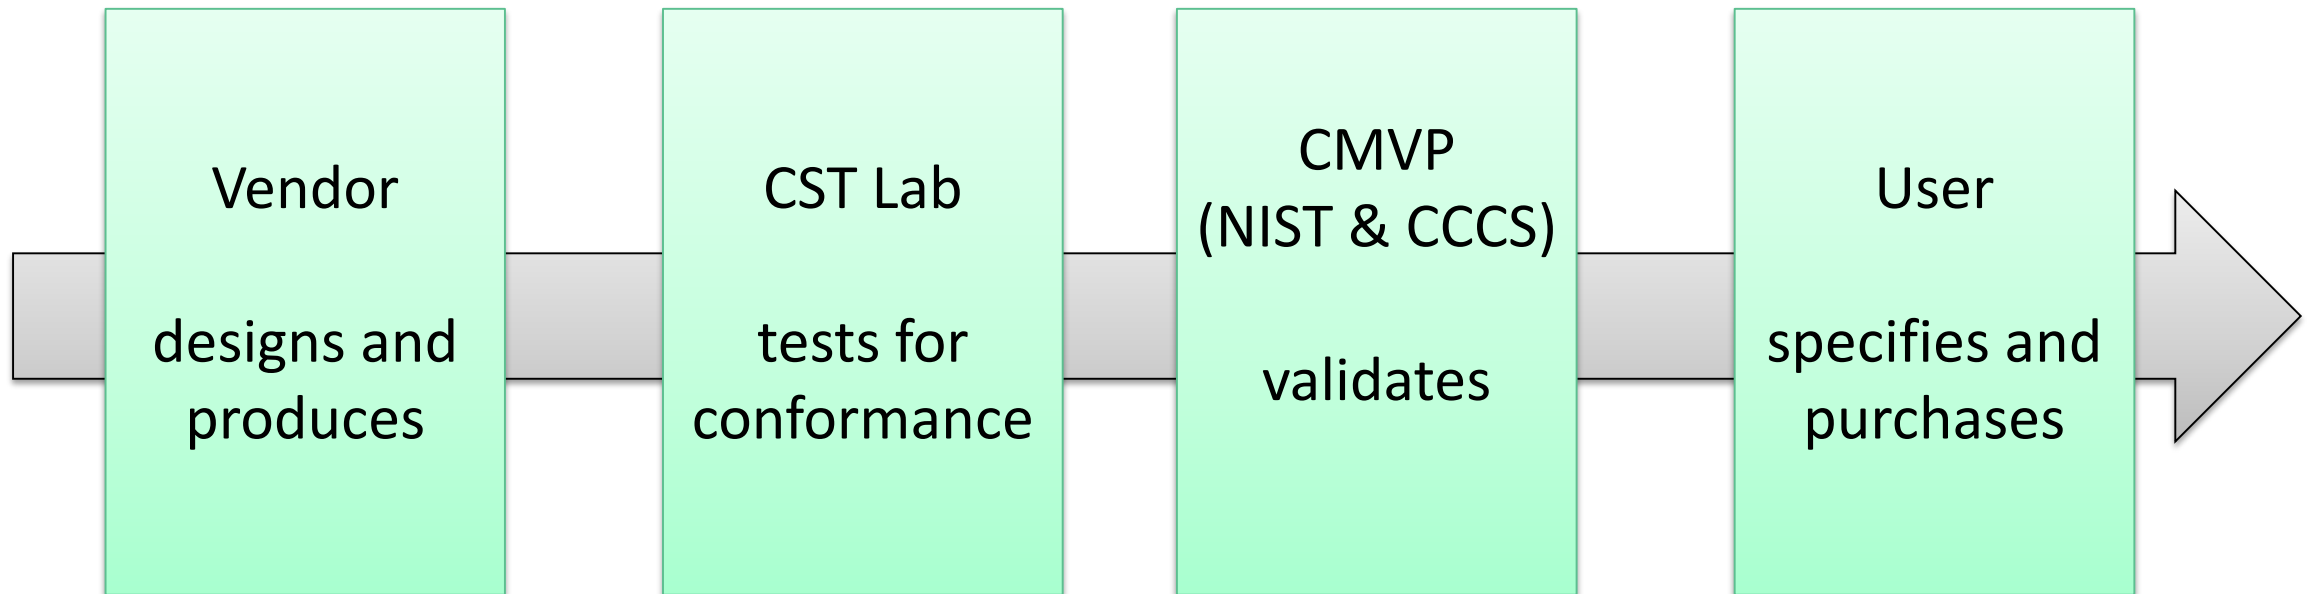 Vendor
designs and
produces
CST Lab
tests for
conformance
CMVP
(NIST & CCCS)
validates
User
specifies and
purchases